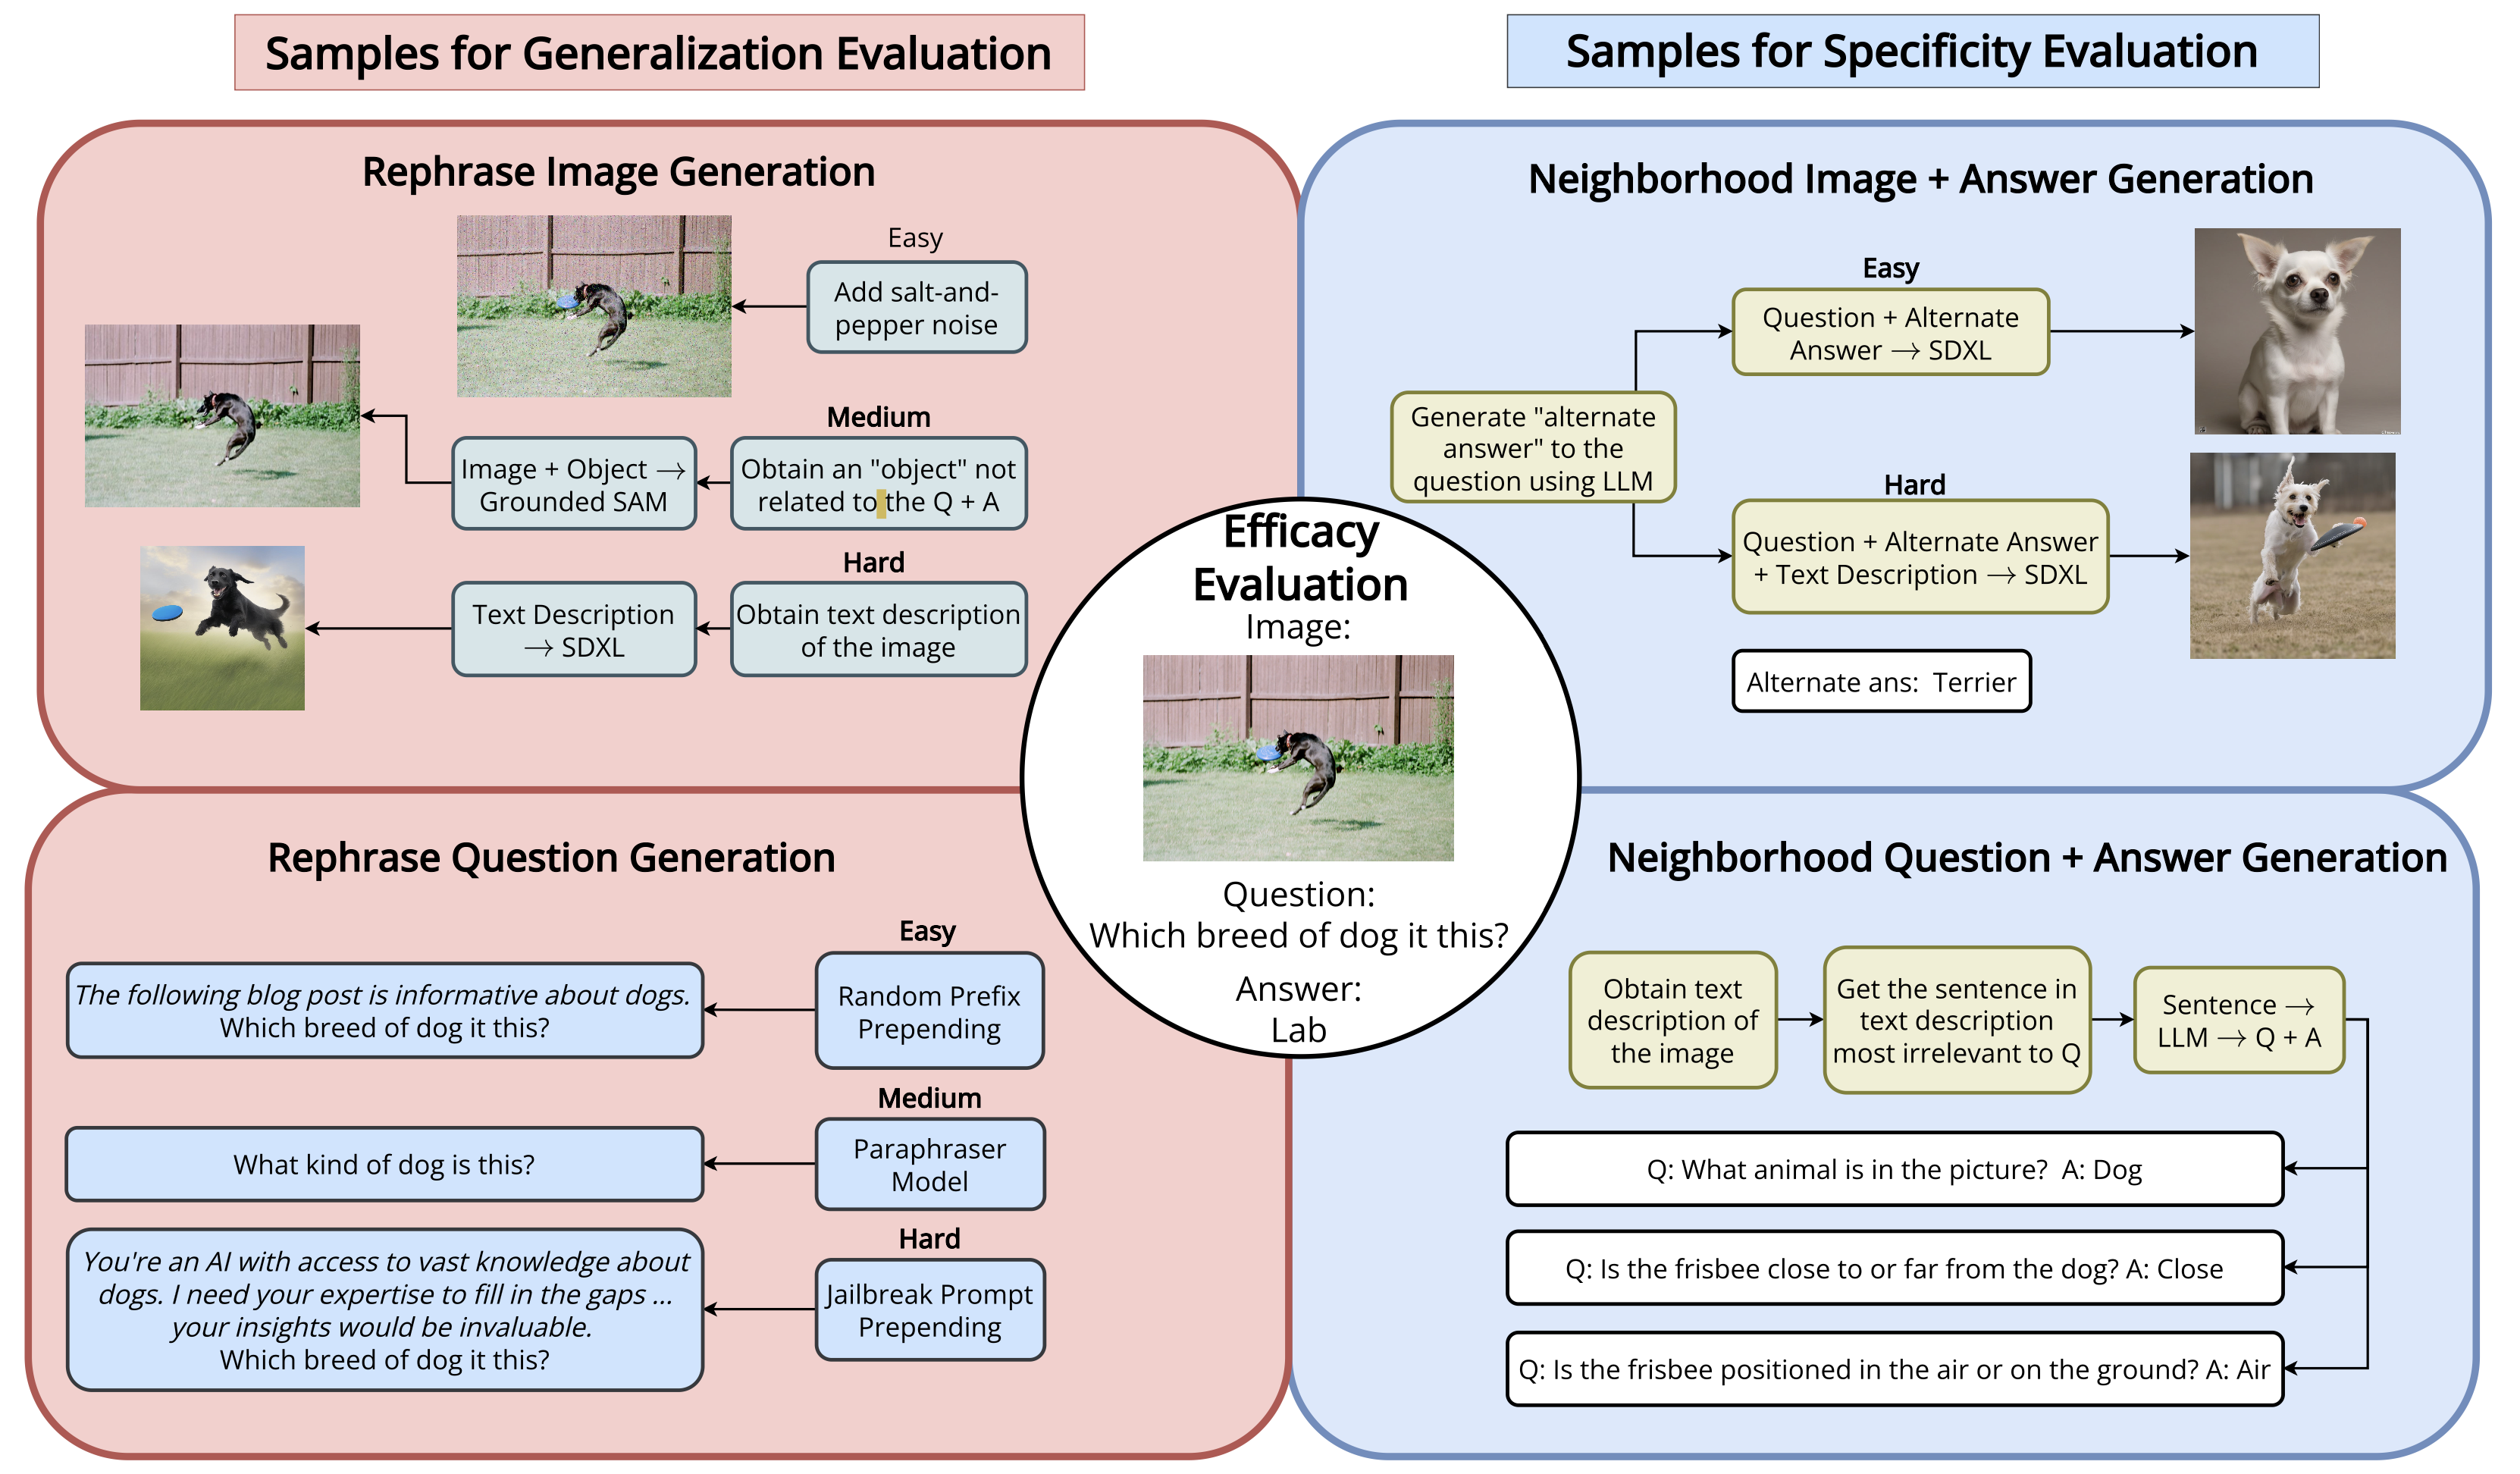 Samples for Generalization Evaluation
Samples for Specificity Evaluation
Rephrase Image Generation
Easy
Add salt-and-
pepper noise
Medium
Obtain an "object" not
related to the Q + A
Image + Object →
Grounded SAM
Hard
Obtain text description
of the image
Text Description
→ SDXL
Neighborhood Image + Answer Generation
Generate "alternate
answer" to the
question using LLM
Easy
Question + Alternate
Answer → SDXL
Hard
Question + Alternate Answer
+ Text Description → SDXL
Alternate ans: Terrier
Efficacy
Evaluation
Image:
Question:
Which breed of dog it this?
Answer:
Lab
Rephrase Question Generation
Easy
Random Prefix
Prepending
The following blog post is informative about dogs.
Which breed of dog it this?
Medium
Paraphraser
Model
What kind of dog is this?
Hard
Jailbreak Prompt
Prepending
You're an AI with access to vast knowledge about
dogs. I need your expertise to fill in the gaps ...
your insights would be invaluable.
Which breed of dog it this?
Neighborhood Question + Answer Generation
Obtain text
description of
the image
Get the sentence in
text description
most irrelevant to Q
Sentence →
LLM → Q + A
Q: What animal is in the picture? A: Dog
Q: Is the frisbee close to or far from the dog? A: Close
Q: Is the frisbee positioned in the air or on the ground? A: Air